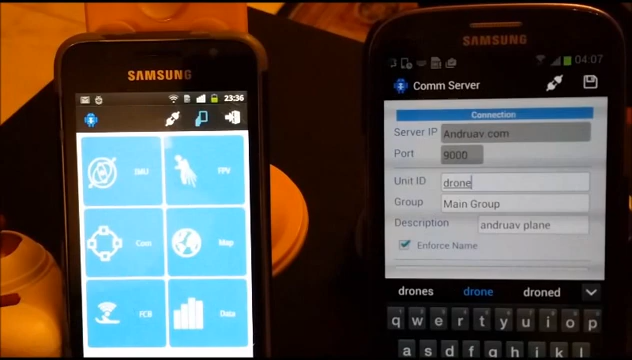 SAMSUNG
23:36
IMU
FPV
Com
Map
FCB
Data
SAMSUNG
04:07
Comm Server
Connection
Server IP
Andruav.com
Port
9000
Unit ID
drone
Group
Main Group
Description
andruav plane
Enforce Name
drones drone droned
q w e r t y u i o p
a s d f g h j k l